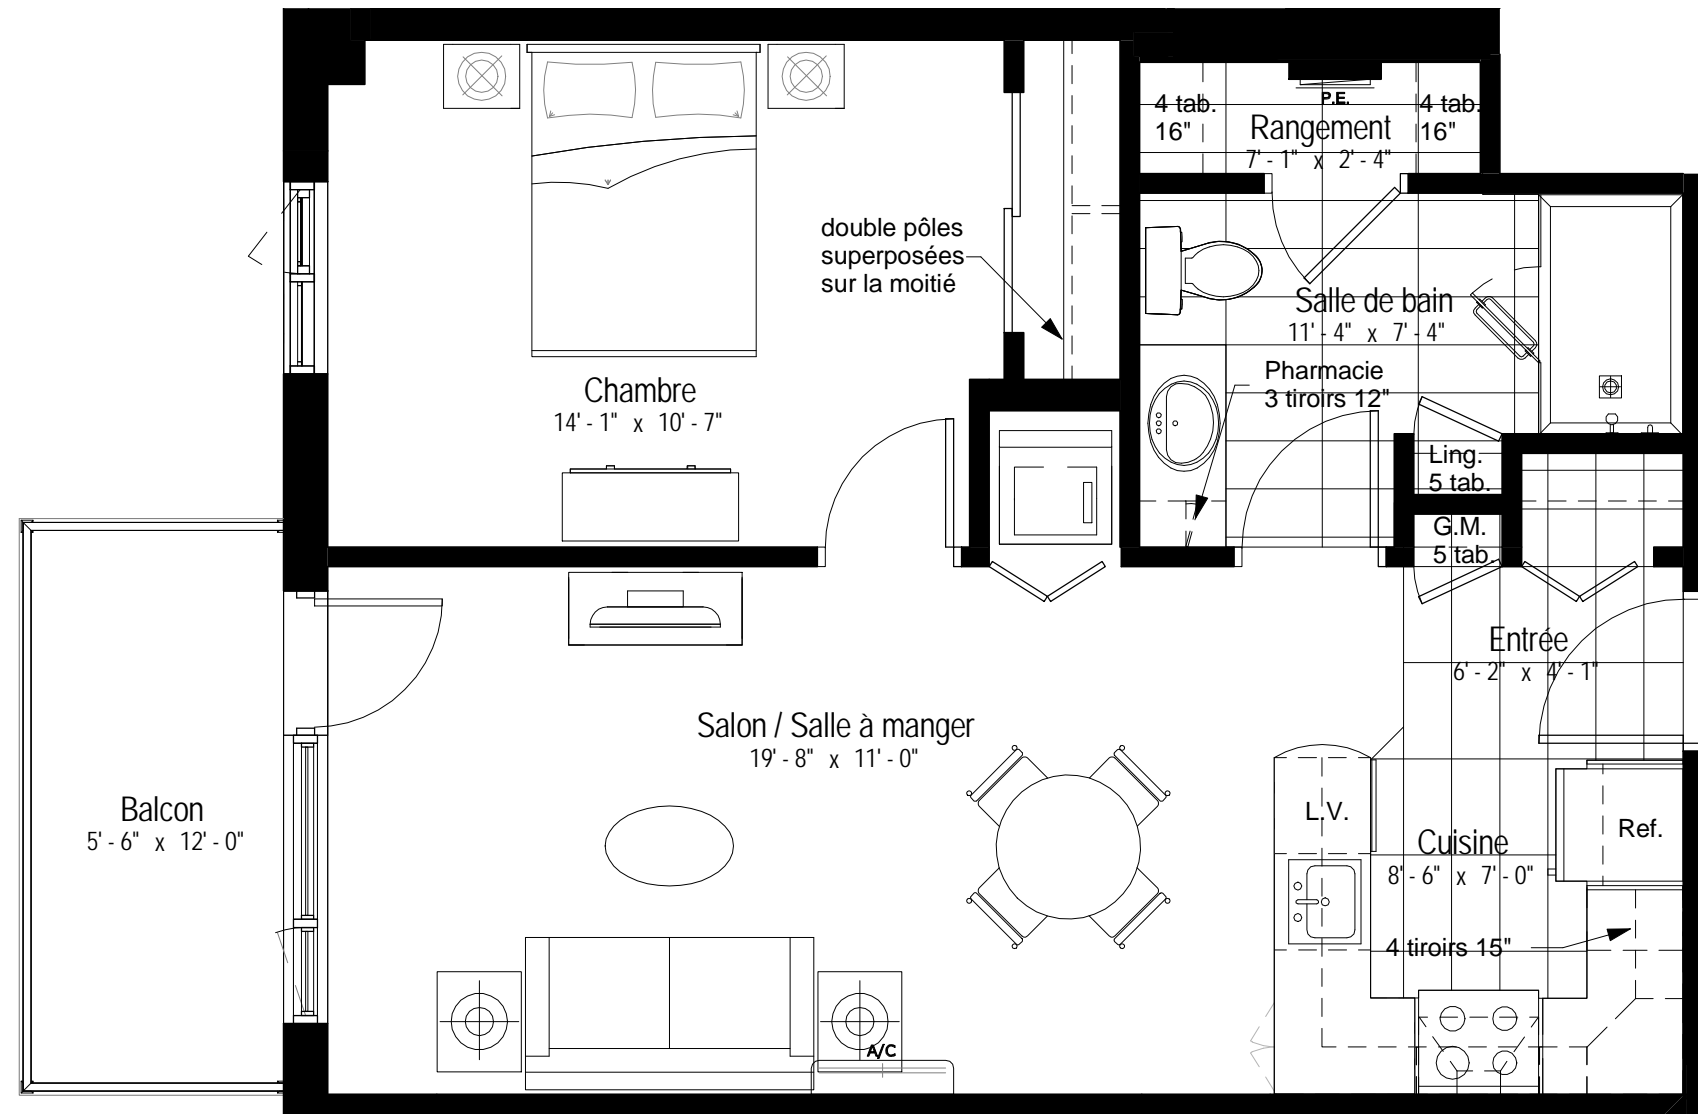 4 tab.
16"
P.E.
4 tab.
16"
Rangement
7' - 1" x 2' - 4"
double pôles
superposées
sur la moitié
Salle de bain
11' - 4" x 7' - 4"
Pharmacie
3 tiroirs 12"
Chambre
14' - 1" x 10' - 7"
Ling.
5 tab.
G.M.
5 tab.
Entrée
6' - 2" x 4' - 1"
Salon / Salle à manger
19' - 8" x 11' - 0"
Balcon
5' - 6" x 12' - 0"
L.V.
Ref.
Cuisine
8' - 6" x 7' - 0"
4 tiroirs 15"
A/C